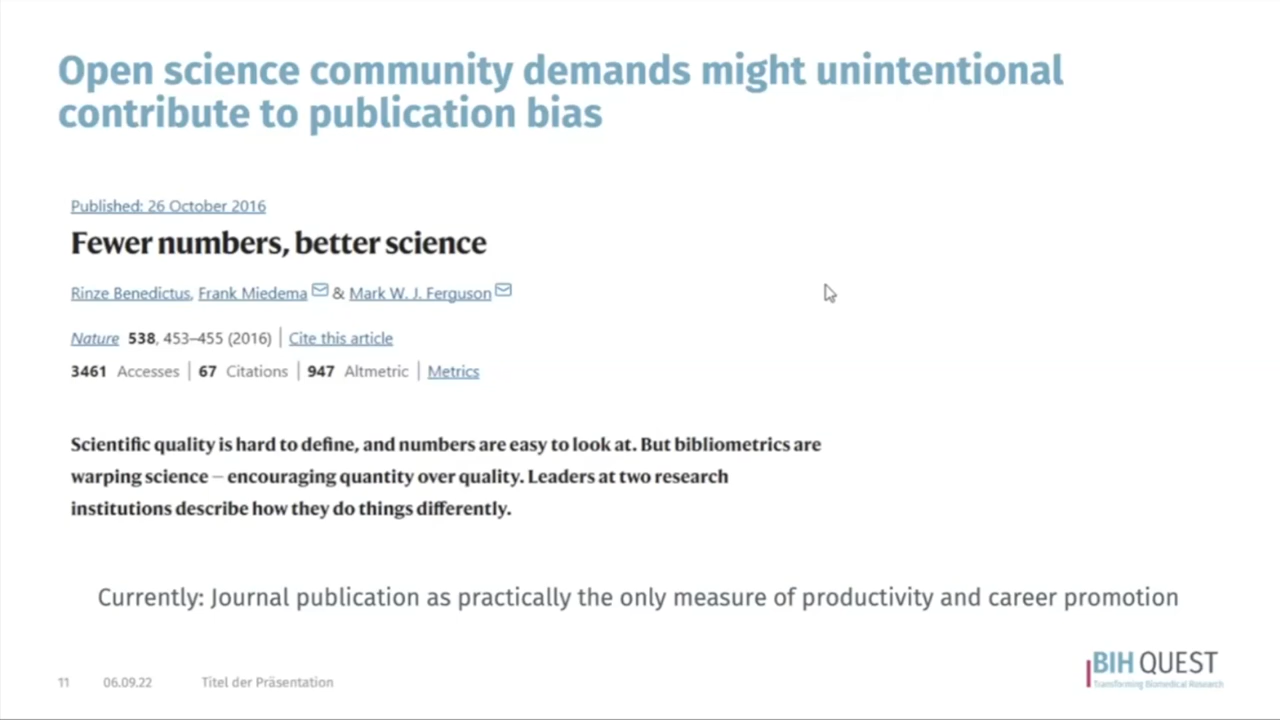 Open science community demands might unintentional
contribute to publication bias
Published: 26 October 2016
Fewer numbers, better science
Rinze Benedictus, Frank Miedema & Mark W. J. Ferguson
Nature 538, 453–455 (2016) | Cite this article
3461 Accesses | 67 Citations | 947 Altmetric | Metrics
Scientific quality is hard to define, and numbers are easy to look at. But bibliometrics are
warping science – encouraging quantity over quality. Leaders at two research
institutions describe how they do things differently.
Currently: Journal publication as practically the only measure of productivity and career promotion
BIH QUEST
Transforming Biomedical Research
11 06.09.22 Titel der Präsentation